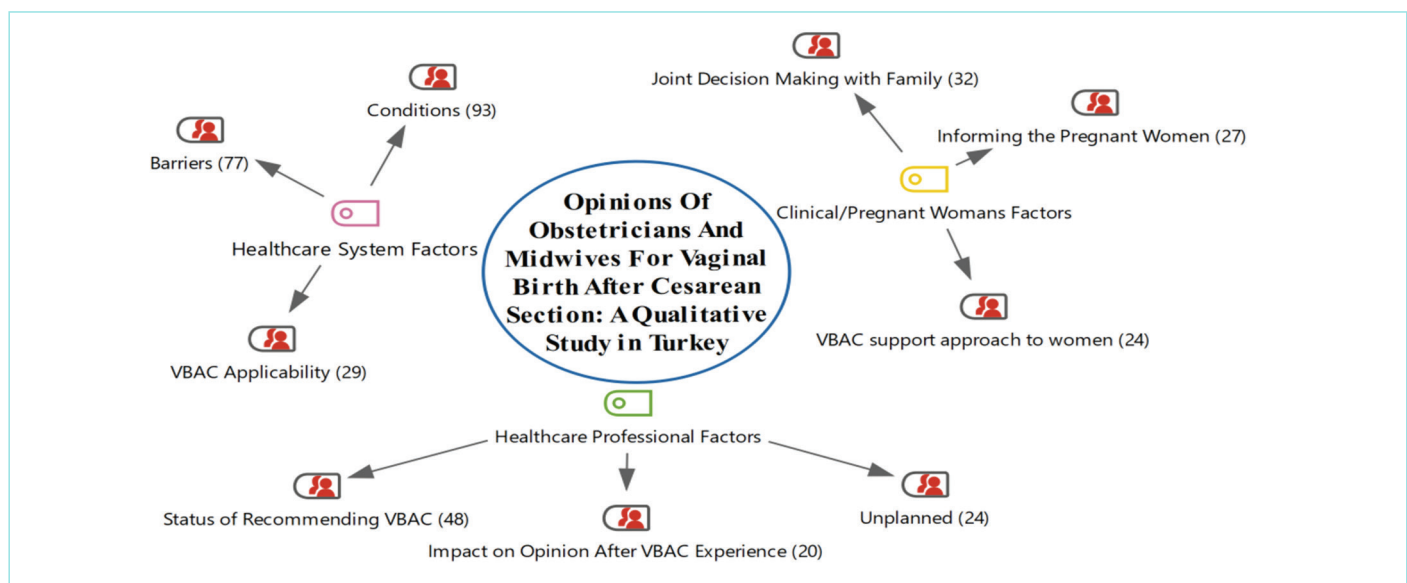 Joint Decision Making with Family (32)
Conditions (93)
Informing the Pregnant Women (27)
Barriers (77)
Opinions Of
Obstetricians And
Midwives For Vaginal
Birth After Cesarean
Section: A Qualitative
Study in Turkey
Clinical/Pregnant Womans Factors
Healthcare System Factors
VBAC support approach to women (24)
VBAC Applicability (29)
Healthcare Professional Factors
Status of Recommending VBAC (48)
Unplanned (24)
Impact on Opinion After VBAC Experience (20)